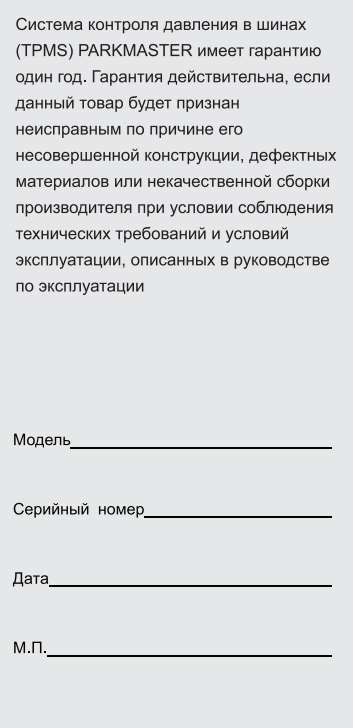 Система контроля давления в шинах
(TPMS) PARKMASTER имеет гарантию
один год. Гарантия действительна, если
данный товар будет признан
неисправным по причине его
несовершенной конструкции, дефектных
материалов или некачественной сборки
производителя при условии соблюдения
технических требований и условий
эксплуатации, описанных в руководстве
по эксплуатации
Модель
Серийный номер
Дата
М.П.